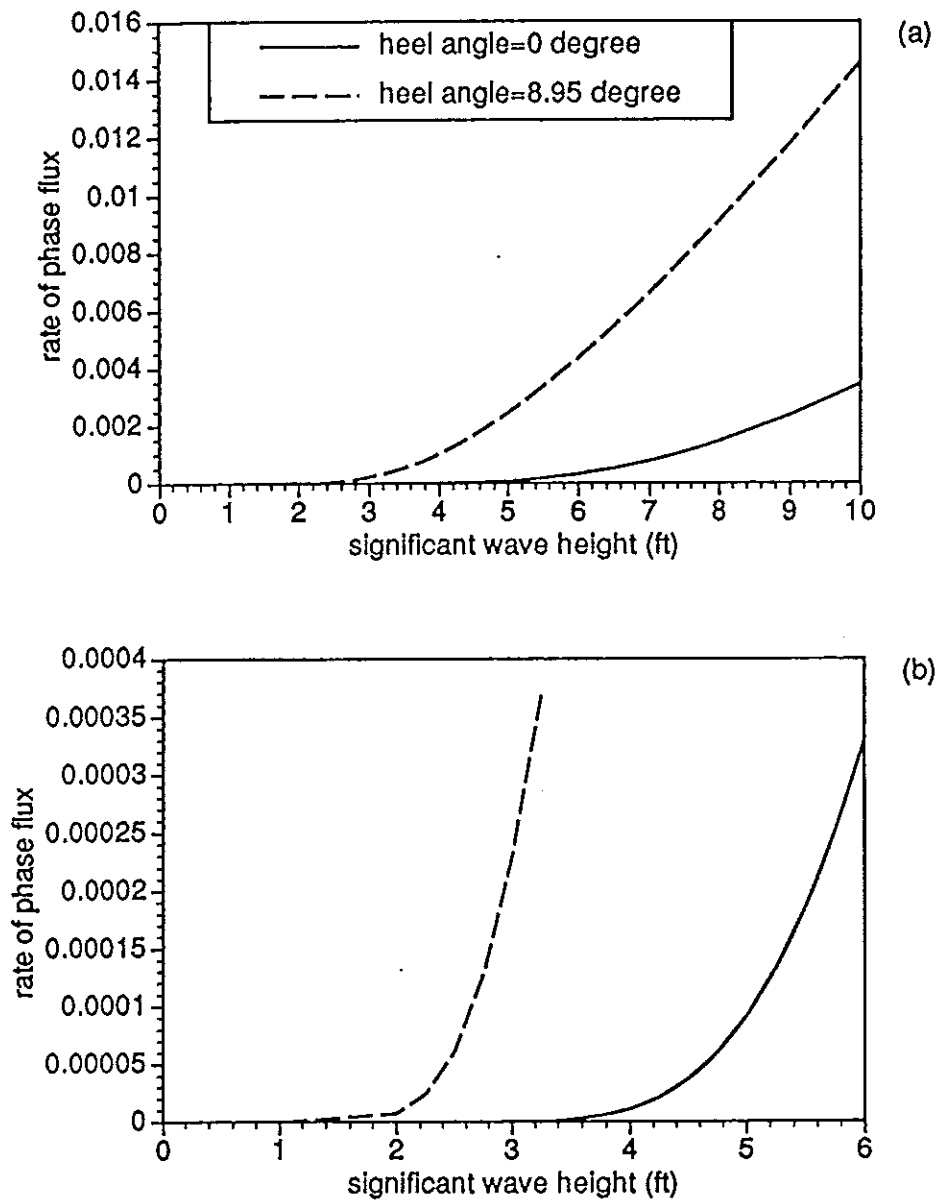 (a)
heel angle=0 degree
heel angle=8.95 degree
rate of phase flux
0.016
0.014
0.012
0.01
0.008
0.006
0.004
0.002
0
0 1 2 3 4 5 6 7 8 9 10
significant wave height (ft)
(b)
rate of phase flux
0.0004
0.00035
0.0003
0.00025
0.0002
0.00015
0.0001
0.00005
0
0 1 2 3 4 5 6
significant wave height (ft)